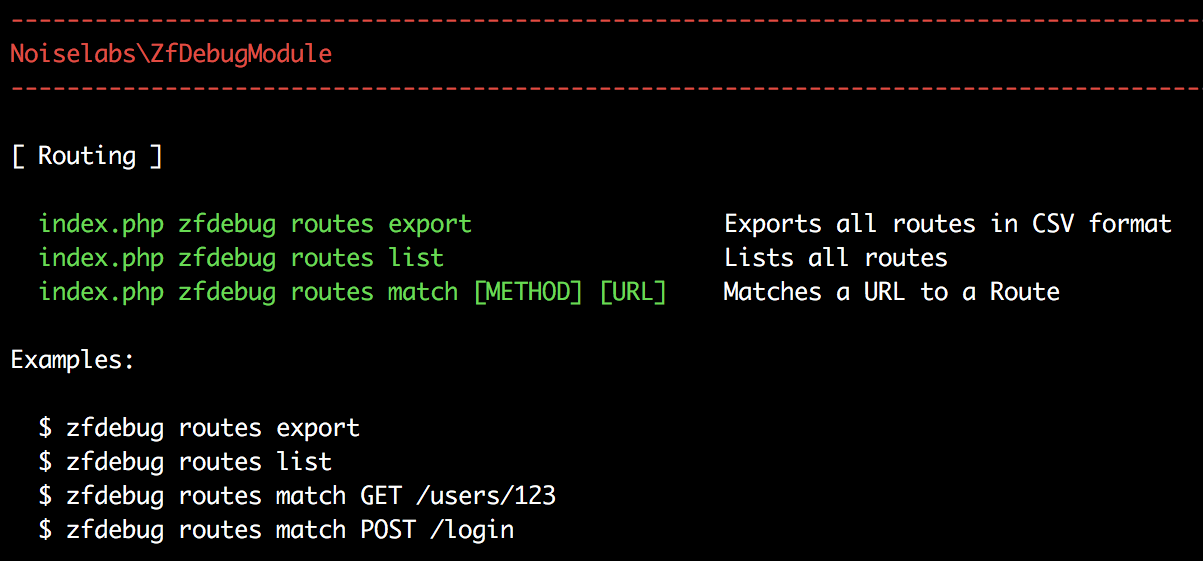 --------------------------------------------------------------------------------------
Noiselabs\ZfDebugModule
--------------------------------------------------------------------------------------
[ Routing ]
index.php zfdebug routes export Exports all routes in CSV format
index.php zfdebug routes list Lists all routes
index.php zfdebug routes match [METHOD] [URL] Matches a URL to a Route
Examples:
$ zfdebug routes export
$ zfdebug routes list
$ zfdebug routes match GET /users/123
$ zfdebug routes match POST /login